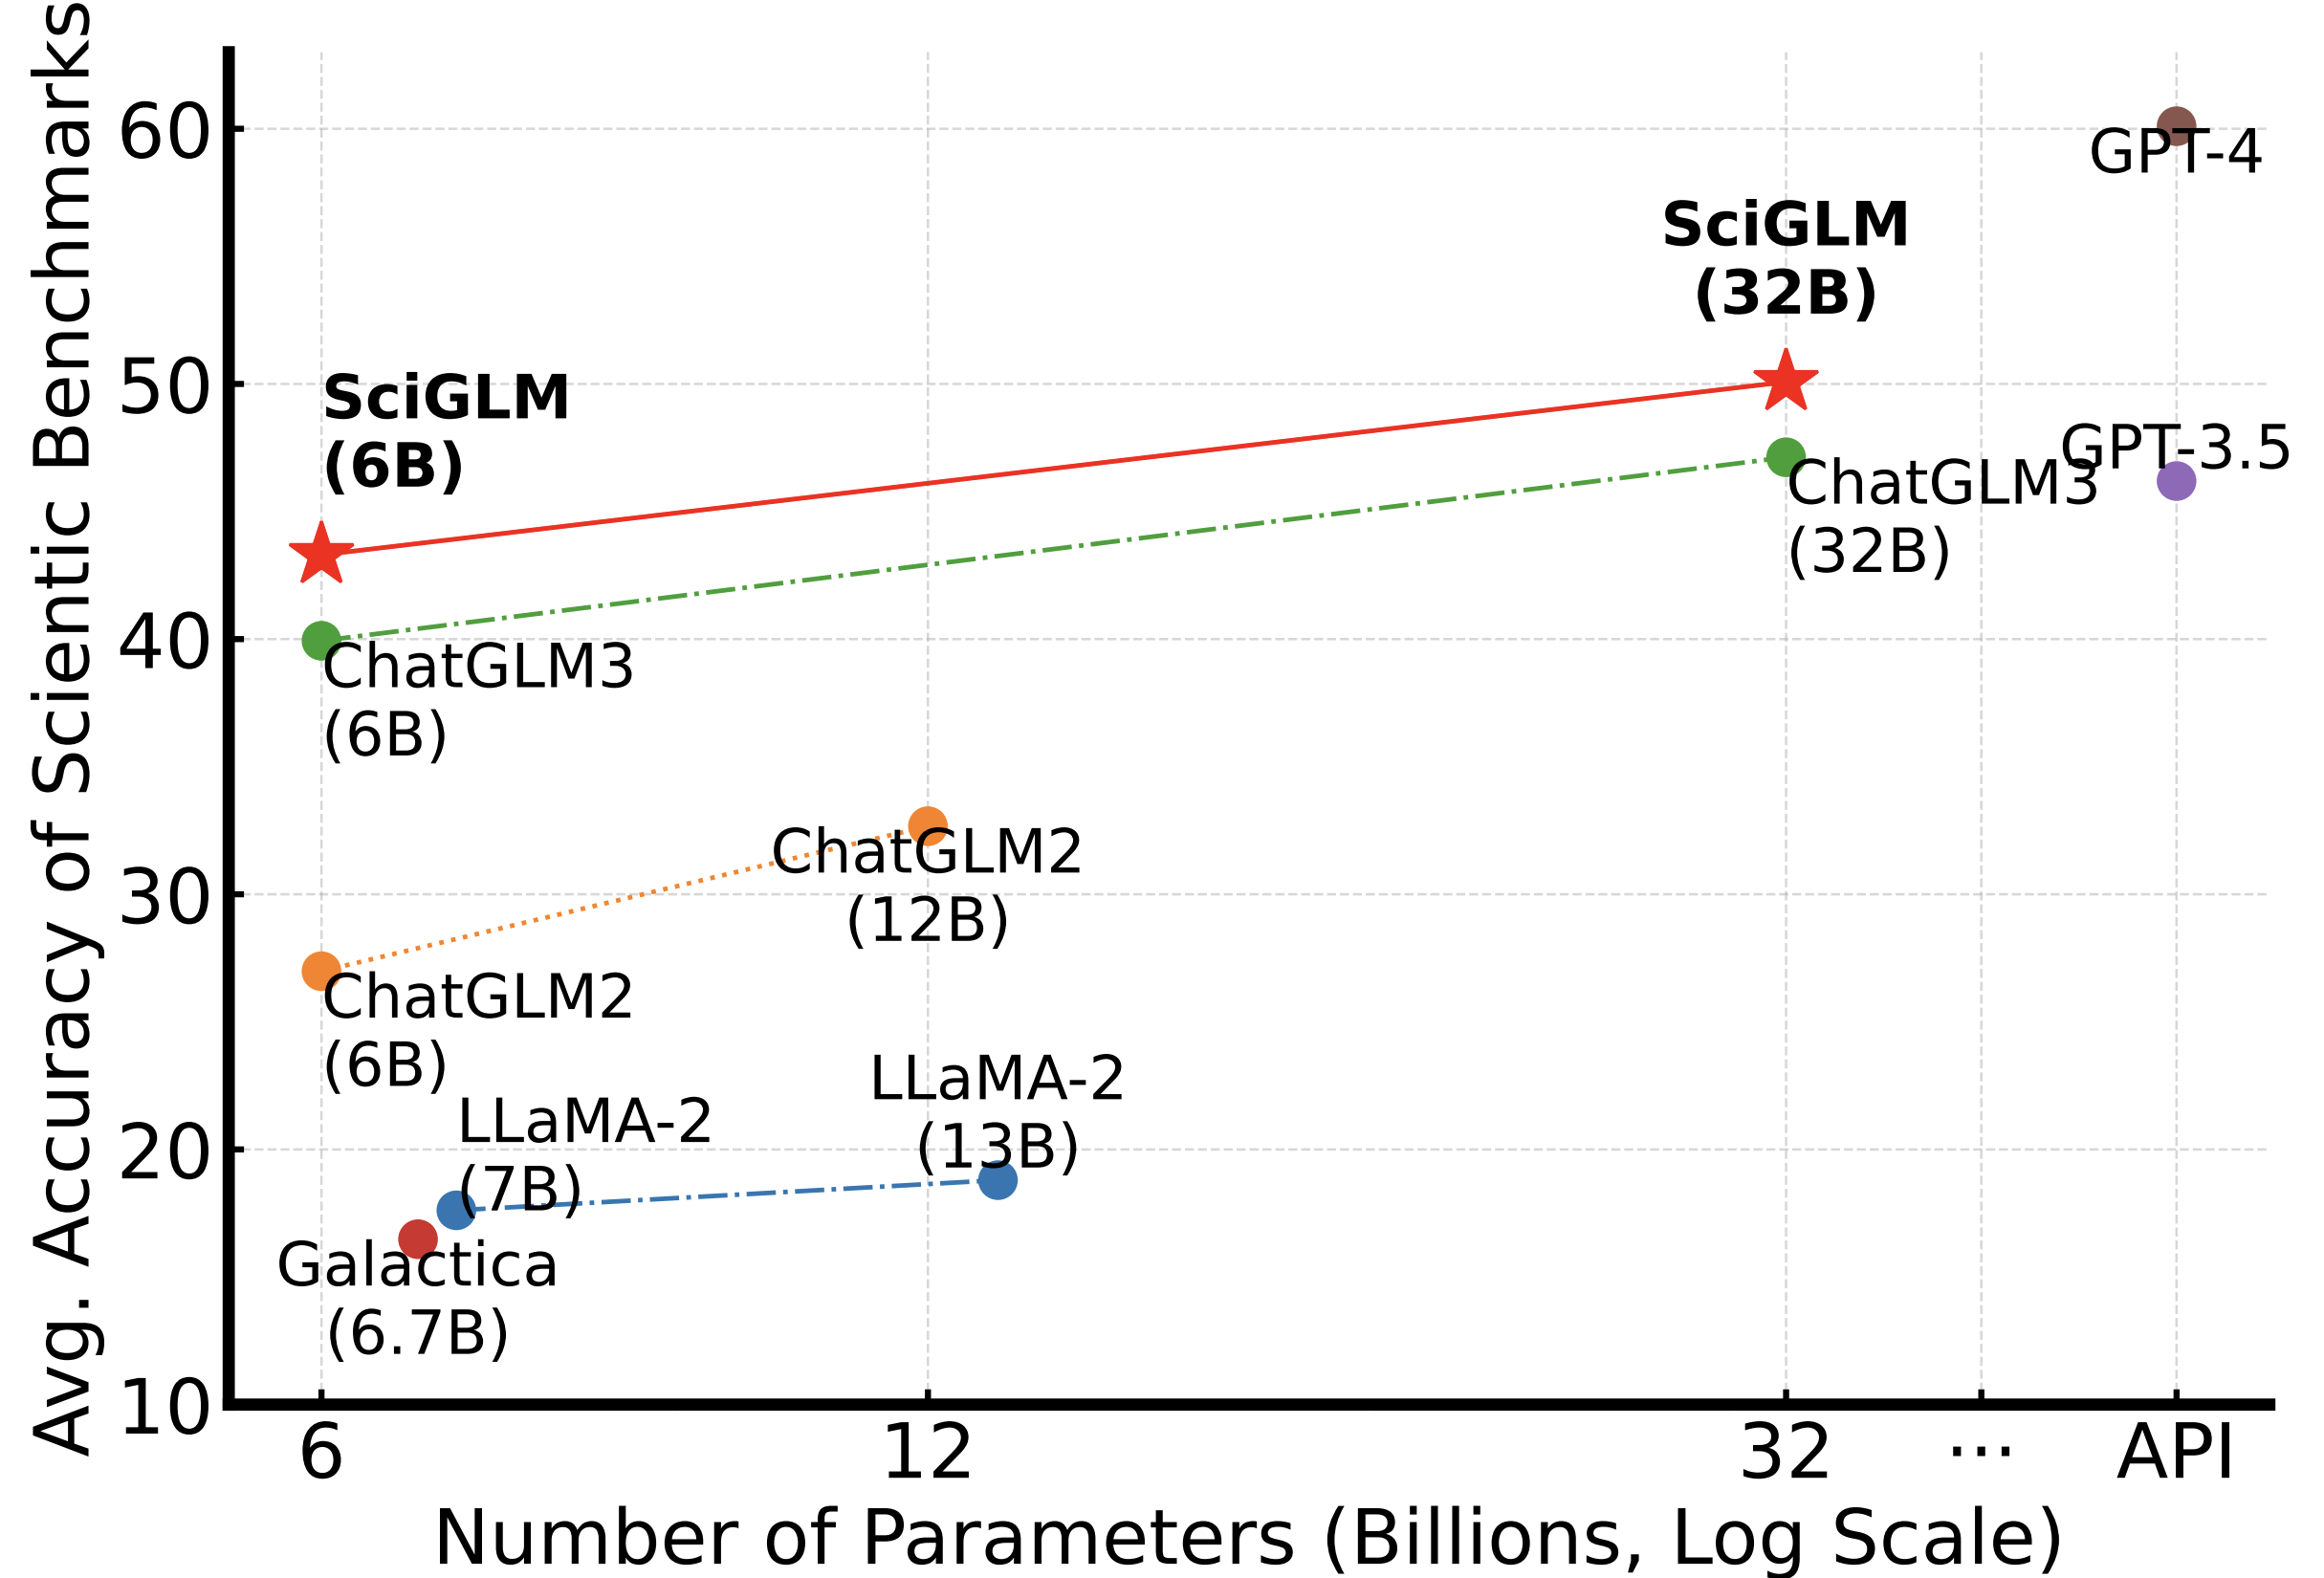 Avg. Accuracy of Scientific Benchmarks
60
50
40
30
20
10
GPT-4
SciGLM
(32B)
SciGLM
(6B)
GPT-3.5
ChatGLM3
(32B)
ChatGLM3
(6B)
ChatGLM2
(12B)
ChatGLM2
(6B)
LLaMA-2
(13B)
LLaMA-2
(7B)
Galactica
(6.7B)
6
12
32
...
API
Number of Parameters (Billions, Log Scale)